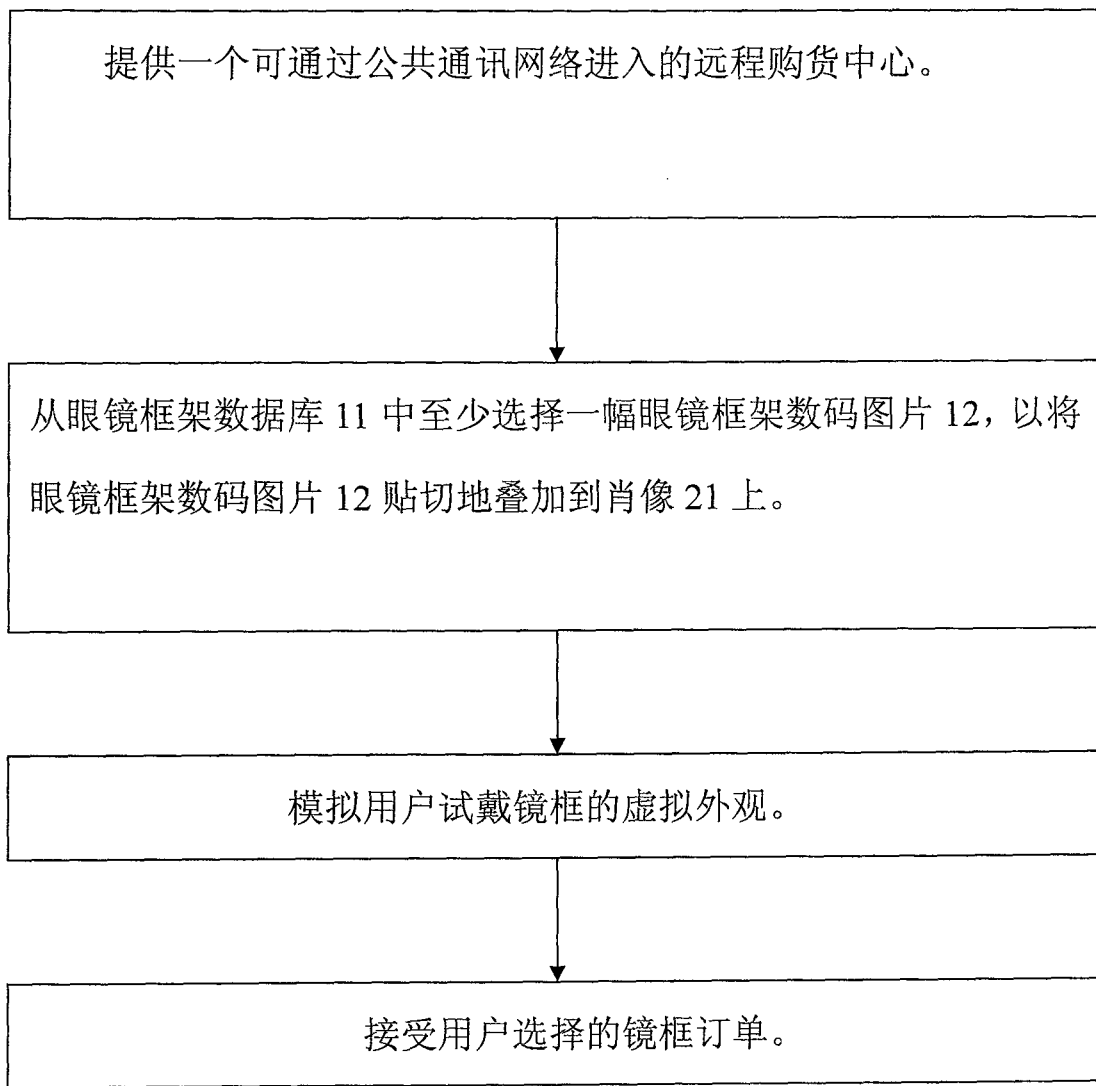 提供一个可通过公共通讯网络进入的远程购货中心。
从眼镜框架数据库 11 中至少选择一幅眼镜框架数码图片 12，以将
眼镜框架数码图片 12 贴切地叠加到肖像 21 上。
模拟用户试戴镜框的虚拟外观。
接受用户选择的镜框订单。